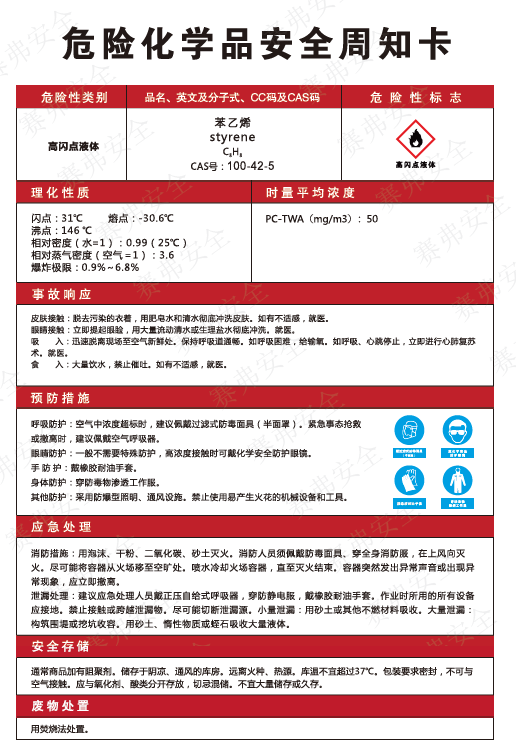 危险化学品安全周知卡
危险性类别
品名、英文及分子式、CC码及CAS码
危 险 性 标 志
高闪点液体
苯乙烯
styrene
C8H8
CAS号：100-42-5
高闪点液体
理化性质
时量平均浓度
闪点：31℃ 熔点：-30.6℃
沸点：146 ℃
相对密度（水=1）：0.99（25℃）
相对蒸气密度（空气＝1）：3.6
爆炸极限：0.9%~6.8%
PC-TWA（mg/m3）：50
事故响应
皮肤接触：脱去污染的衣着，用肥皂水和清水彻底冲洗皮肤。如有不适感，就医。
眼睛接触：立即提起眼睑，用大量流动清水或生理盐水彻底冲洗。就医。
吸 入：迅速脱离现场至空气新鲜处。保持呼吸道通畅。如呼吸困难，给输氧。如呼吸、心跳停止，立即进行心肺复苏
术。就医。
食 入：大量饮水，禁止催吐。如有不适感，就医。
预防措施
呼吸防护：空气中浓度超标时，建议佩戴过滤式防毒面具（半面罩）。紧急事态抢救
或撤离时，建议佩戴空气呼吸器。
眼睛防护：一般不需要特殊防护，高浓度接触时可戴化学安全防护眼镜。
手 防 护：戴橡胶耐油手套。
身体防护：穿防毒物渗透工作服。
其他防护：采用防爆型照明、通风设施。禁止使用易产生火花的机械设备和工具。
应急处理
消防措施：用泡沫、干粉、二氧化碳、砂土灭火。消防人员须佩戴防毒面具、穿全身消防服，在上风向灭
火。尽可能将容器从火场移至空旷处。喷水冷却火场容器，直至灭火结束。容器突然发出异常声音或出现异
常现象，应立即撤离。
泄漏处理：建议应急处理人员戴正压自给式呼吸器，穿防静电服，戴橡胶耐油手套。作业时所用的所有设备
应接地。禁止接触或跨越泄漏物。尽可能切断泄漏源。小量泄漏：用砂土或其他不燃材料吸收。大量泄漏：
构筑围堤或挖坑收容。用砂土、惰性物质或蛭石吸收大量液体。
安全存储
通常商品加有阻聚剂。储存于阴凉、通风的库房。远离火种、热源。库温不宜超过37℃。包装要求密封，不可与
空气接触。应与氧化剂、酸类分开存放，切忌混储。不宜大量储存或久存。
废物处置
用焚烧法处置。
赛弗安全